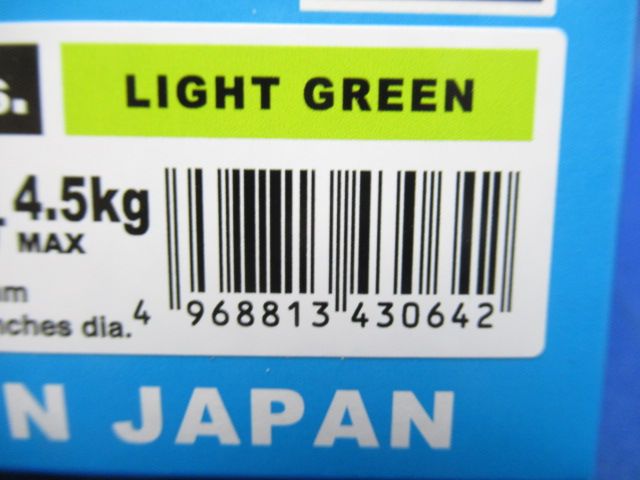 s. LIGHT GREEN
4.5kg
MAX
nches dia.
4 968813 430642
N JAPAN